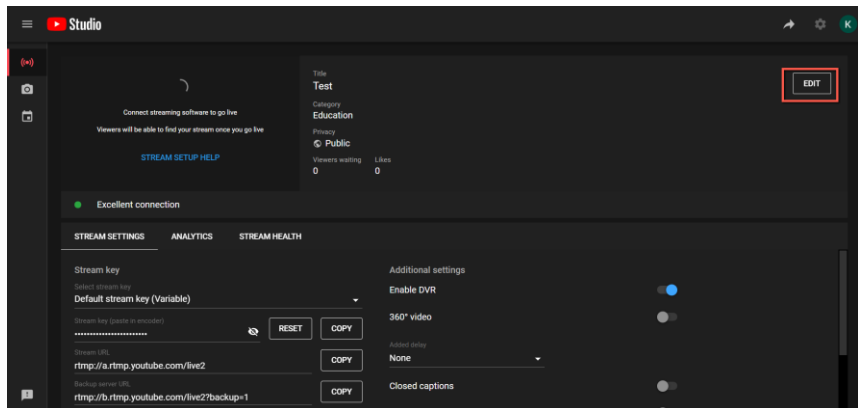 Studio
K
Connect streaming software to go live
Viewers will be able to find your stream once you go live
STREAM SETUP HELP
Title
Test
Category
Education
Privacy
Public
Viewers waiting Likes
0 0
EDIT
Excellent connection
STREAM SETTINGS ANALYTICS STREAM HEALTH
Stream key
Select stream key
Default stream key (Variable)
Stream key (paste in encoder)
••••••••••••••••••••••••
RESET COPY
Stream URL
rtmp://a.rtmp.youtube.com/live2
COPY
Backup server URL
rtmp://b.rtmp.youtube.com/live2?backup=1
COPY
Additional settings
Enable DVR
360° video
Added delay
None
Closed captions